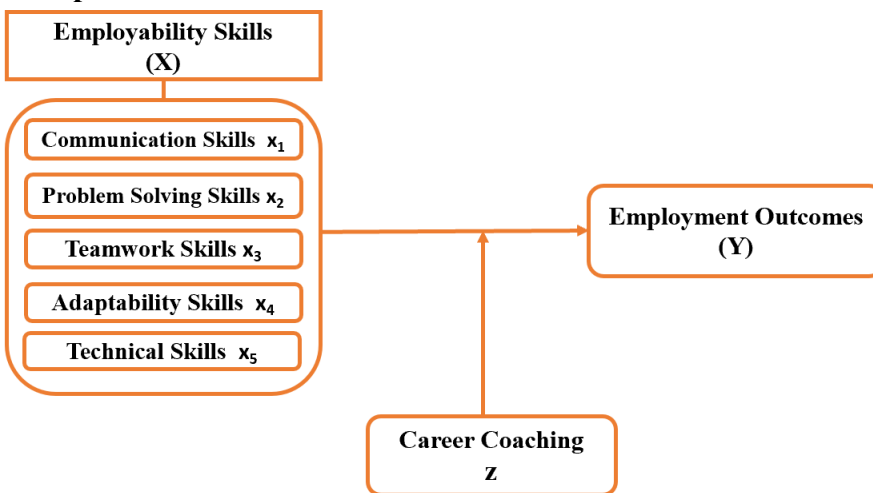 Employability Skills
(X)
Communication Skills x₁
Problem Solving Skills x₂
Teamwork Skills x₃
Adaptability Skills x₄
Technical Skills x₅
Employment Outcomes
(Y)
Career Coaching
z